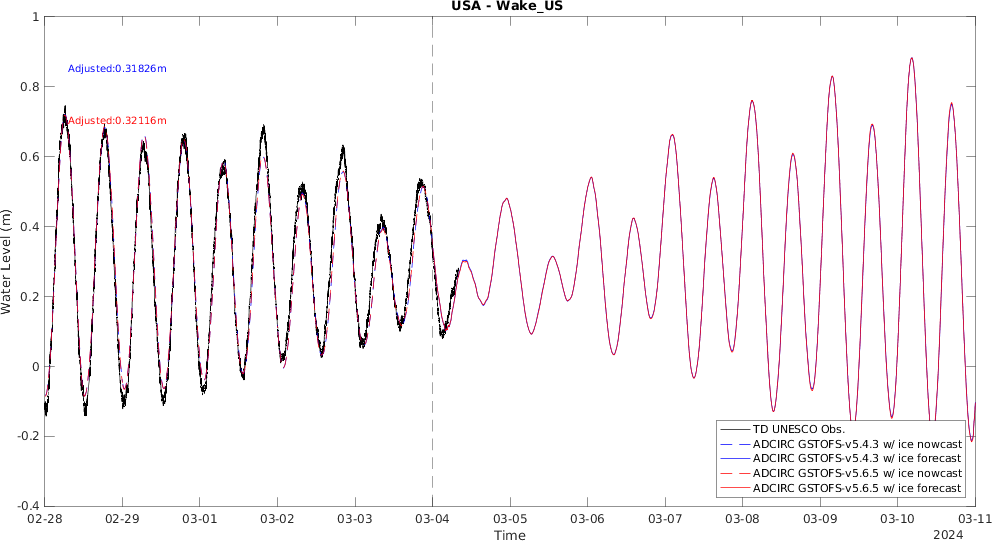 USA - Wake_US
1
0.8
0.6
0.4
0.2
0
-0.2
-0.4
Water Level (m)
Adjusted:0.31826m
Adjusted:0.32116m
TD UNESCO Obs.
ADCIRC GSTOFS-v5.4.3 w/ ice nowcast
ADCIRC GSTOFS-v5.4.3 w/ ice forecast
ADCIRC GSTOFS-v5.6.5 w/ ice nowcast
ADCIRC GSTOFS-v5.6.5 w/ ice forecast
02-28 02-29 03-01 03-02 03-03 03-04 03-05 03-06 03-07 03-08 03-09 03-10 03-11
Time
2024